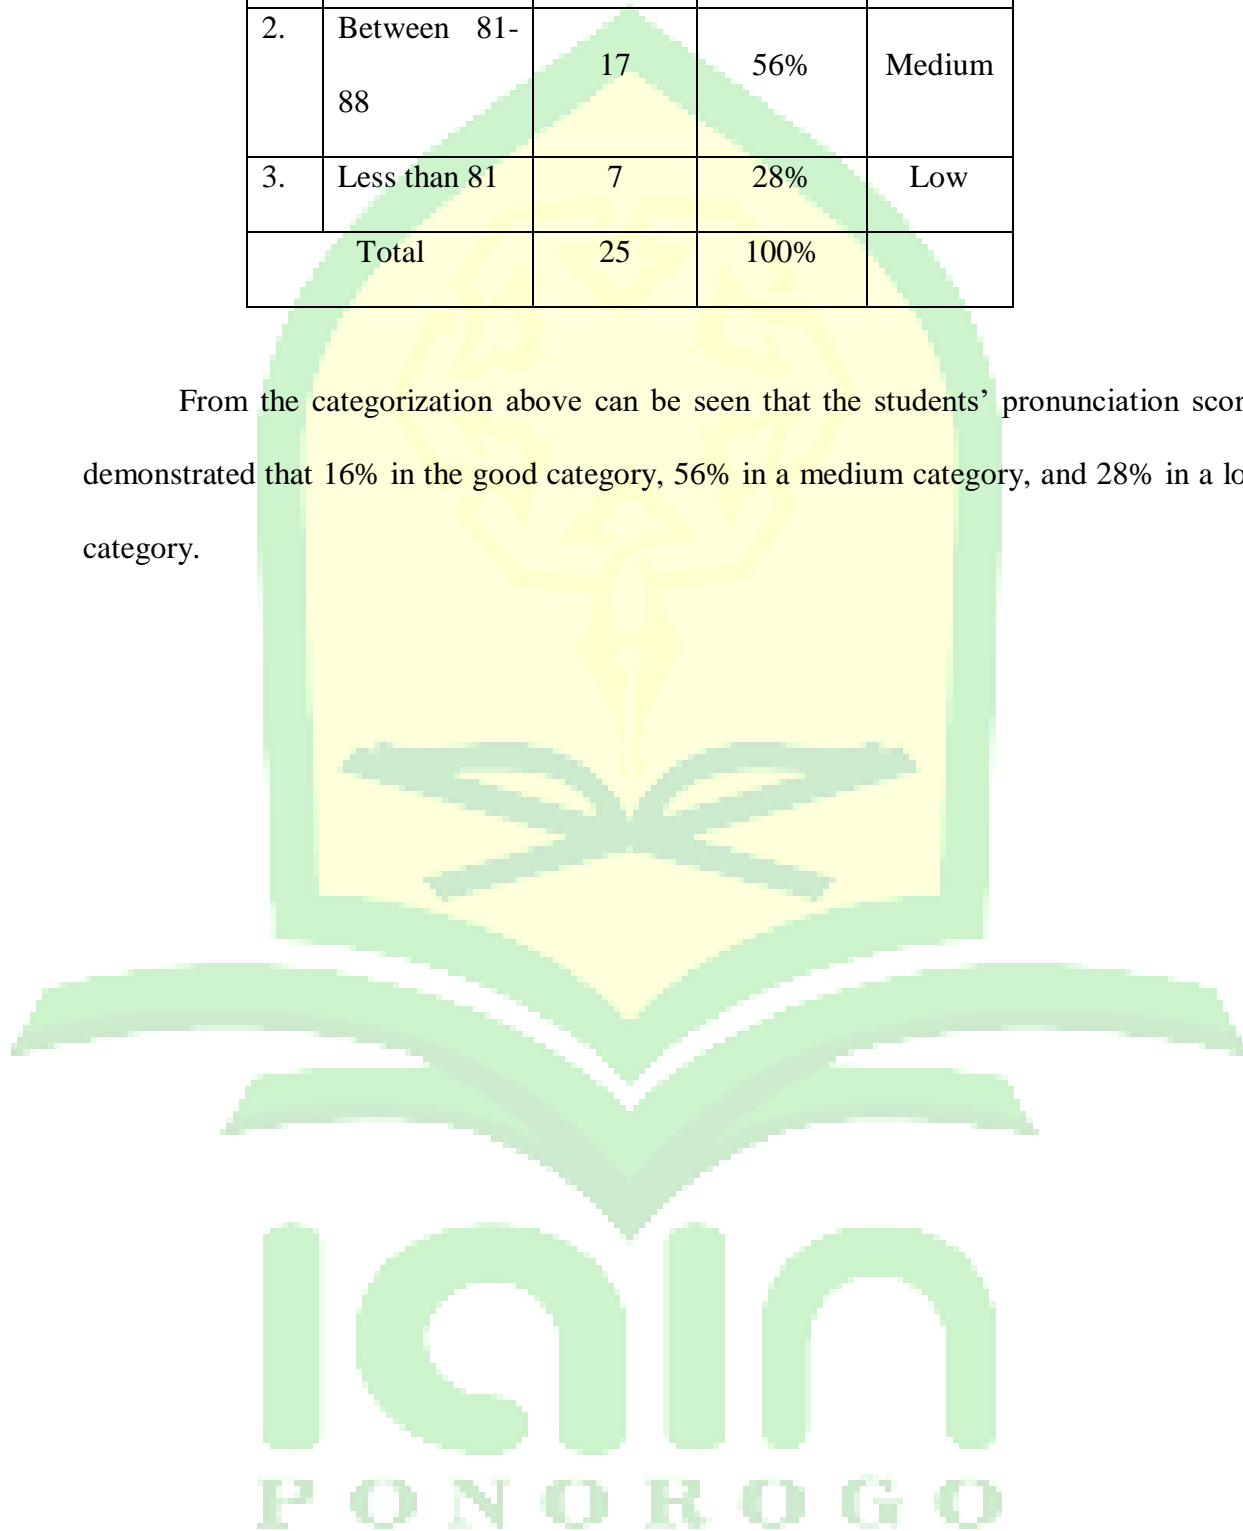 2. Between 81-88 17 56% Medium
3. Less than 81 7 28% Low
Total 25 100%
From the categorization above can be seen that the students’ pronunciation scor
demonstrated that 16% in the good category, 56% in a medium category, and 28% in a lo
category.
iain
PONOROGO